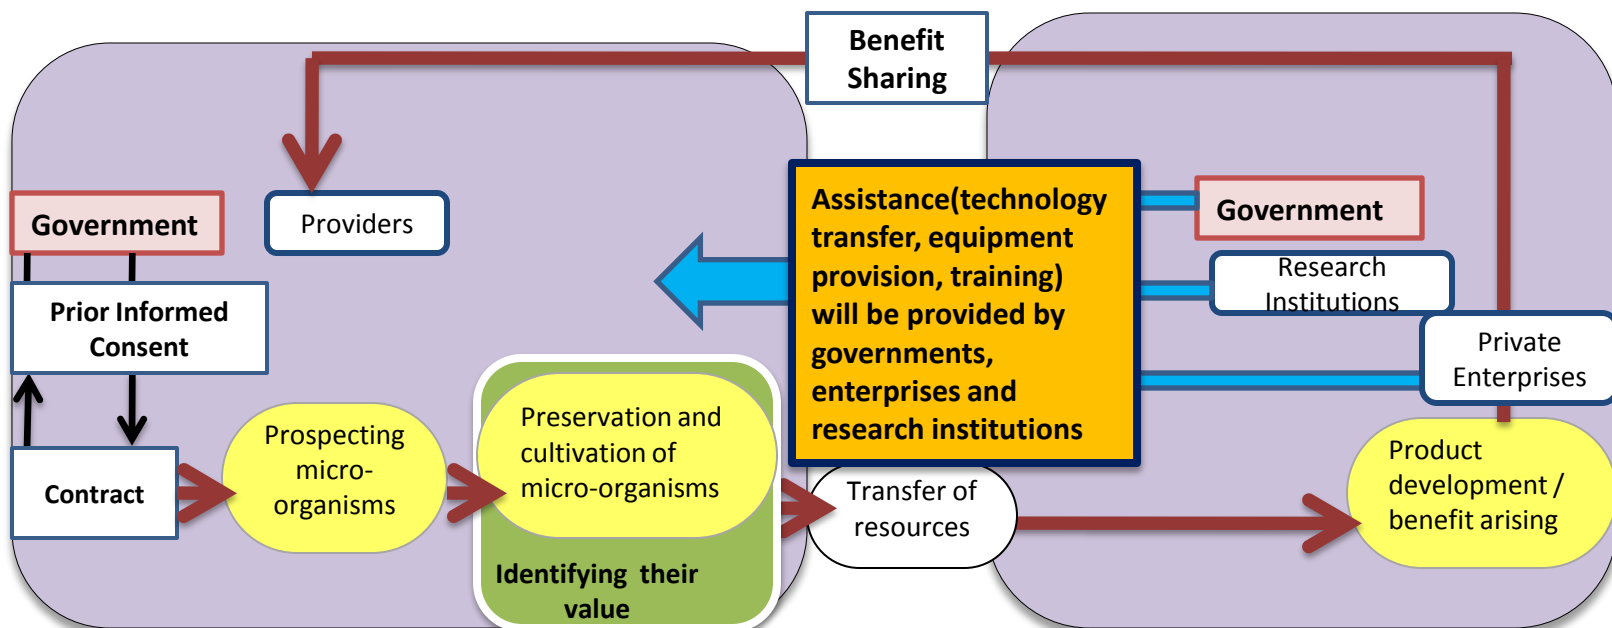 Benefit
Sharing
Government
Providers
Prior Informed
Consent
Contract
Prospecting
micro-
organisms
Preservation and
cultivation of
micro-organisms
Identifying their
value
Assistance(technology
transfer, equipment
provision, training)
will be provided by
governments,
enterprises and
research institutions
Transfer of
resources
Government
Research
Institutions
Private
Enterprises
Product
development /
benefit arising